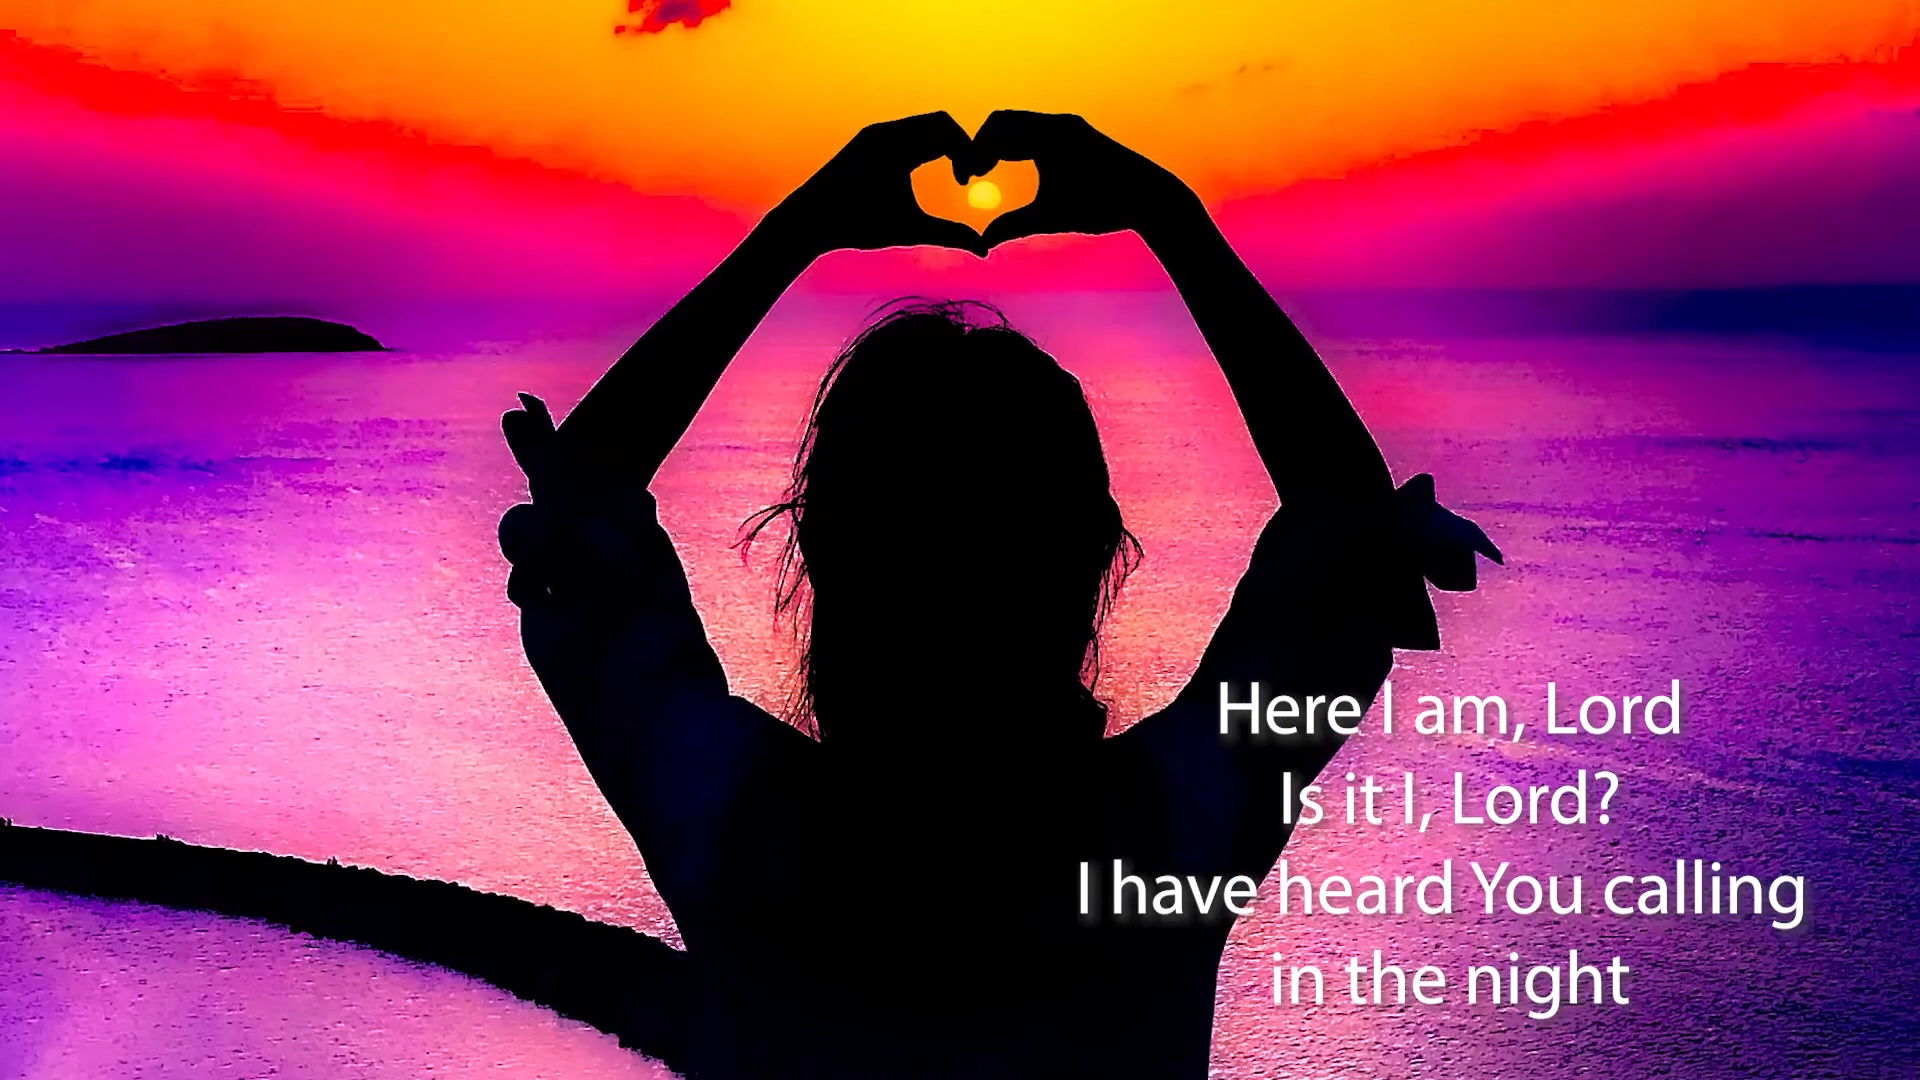 Here I am, Lord
Is it I, Lord?
I have heard You calling
in the night